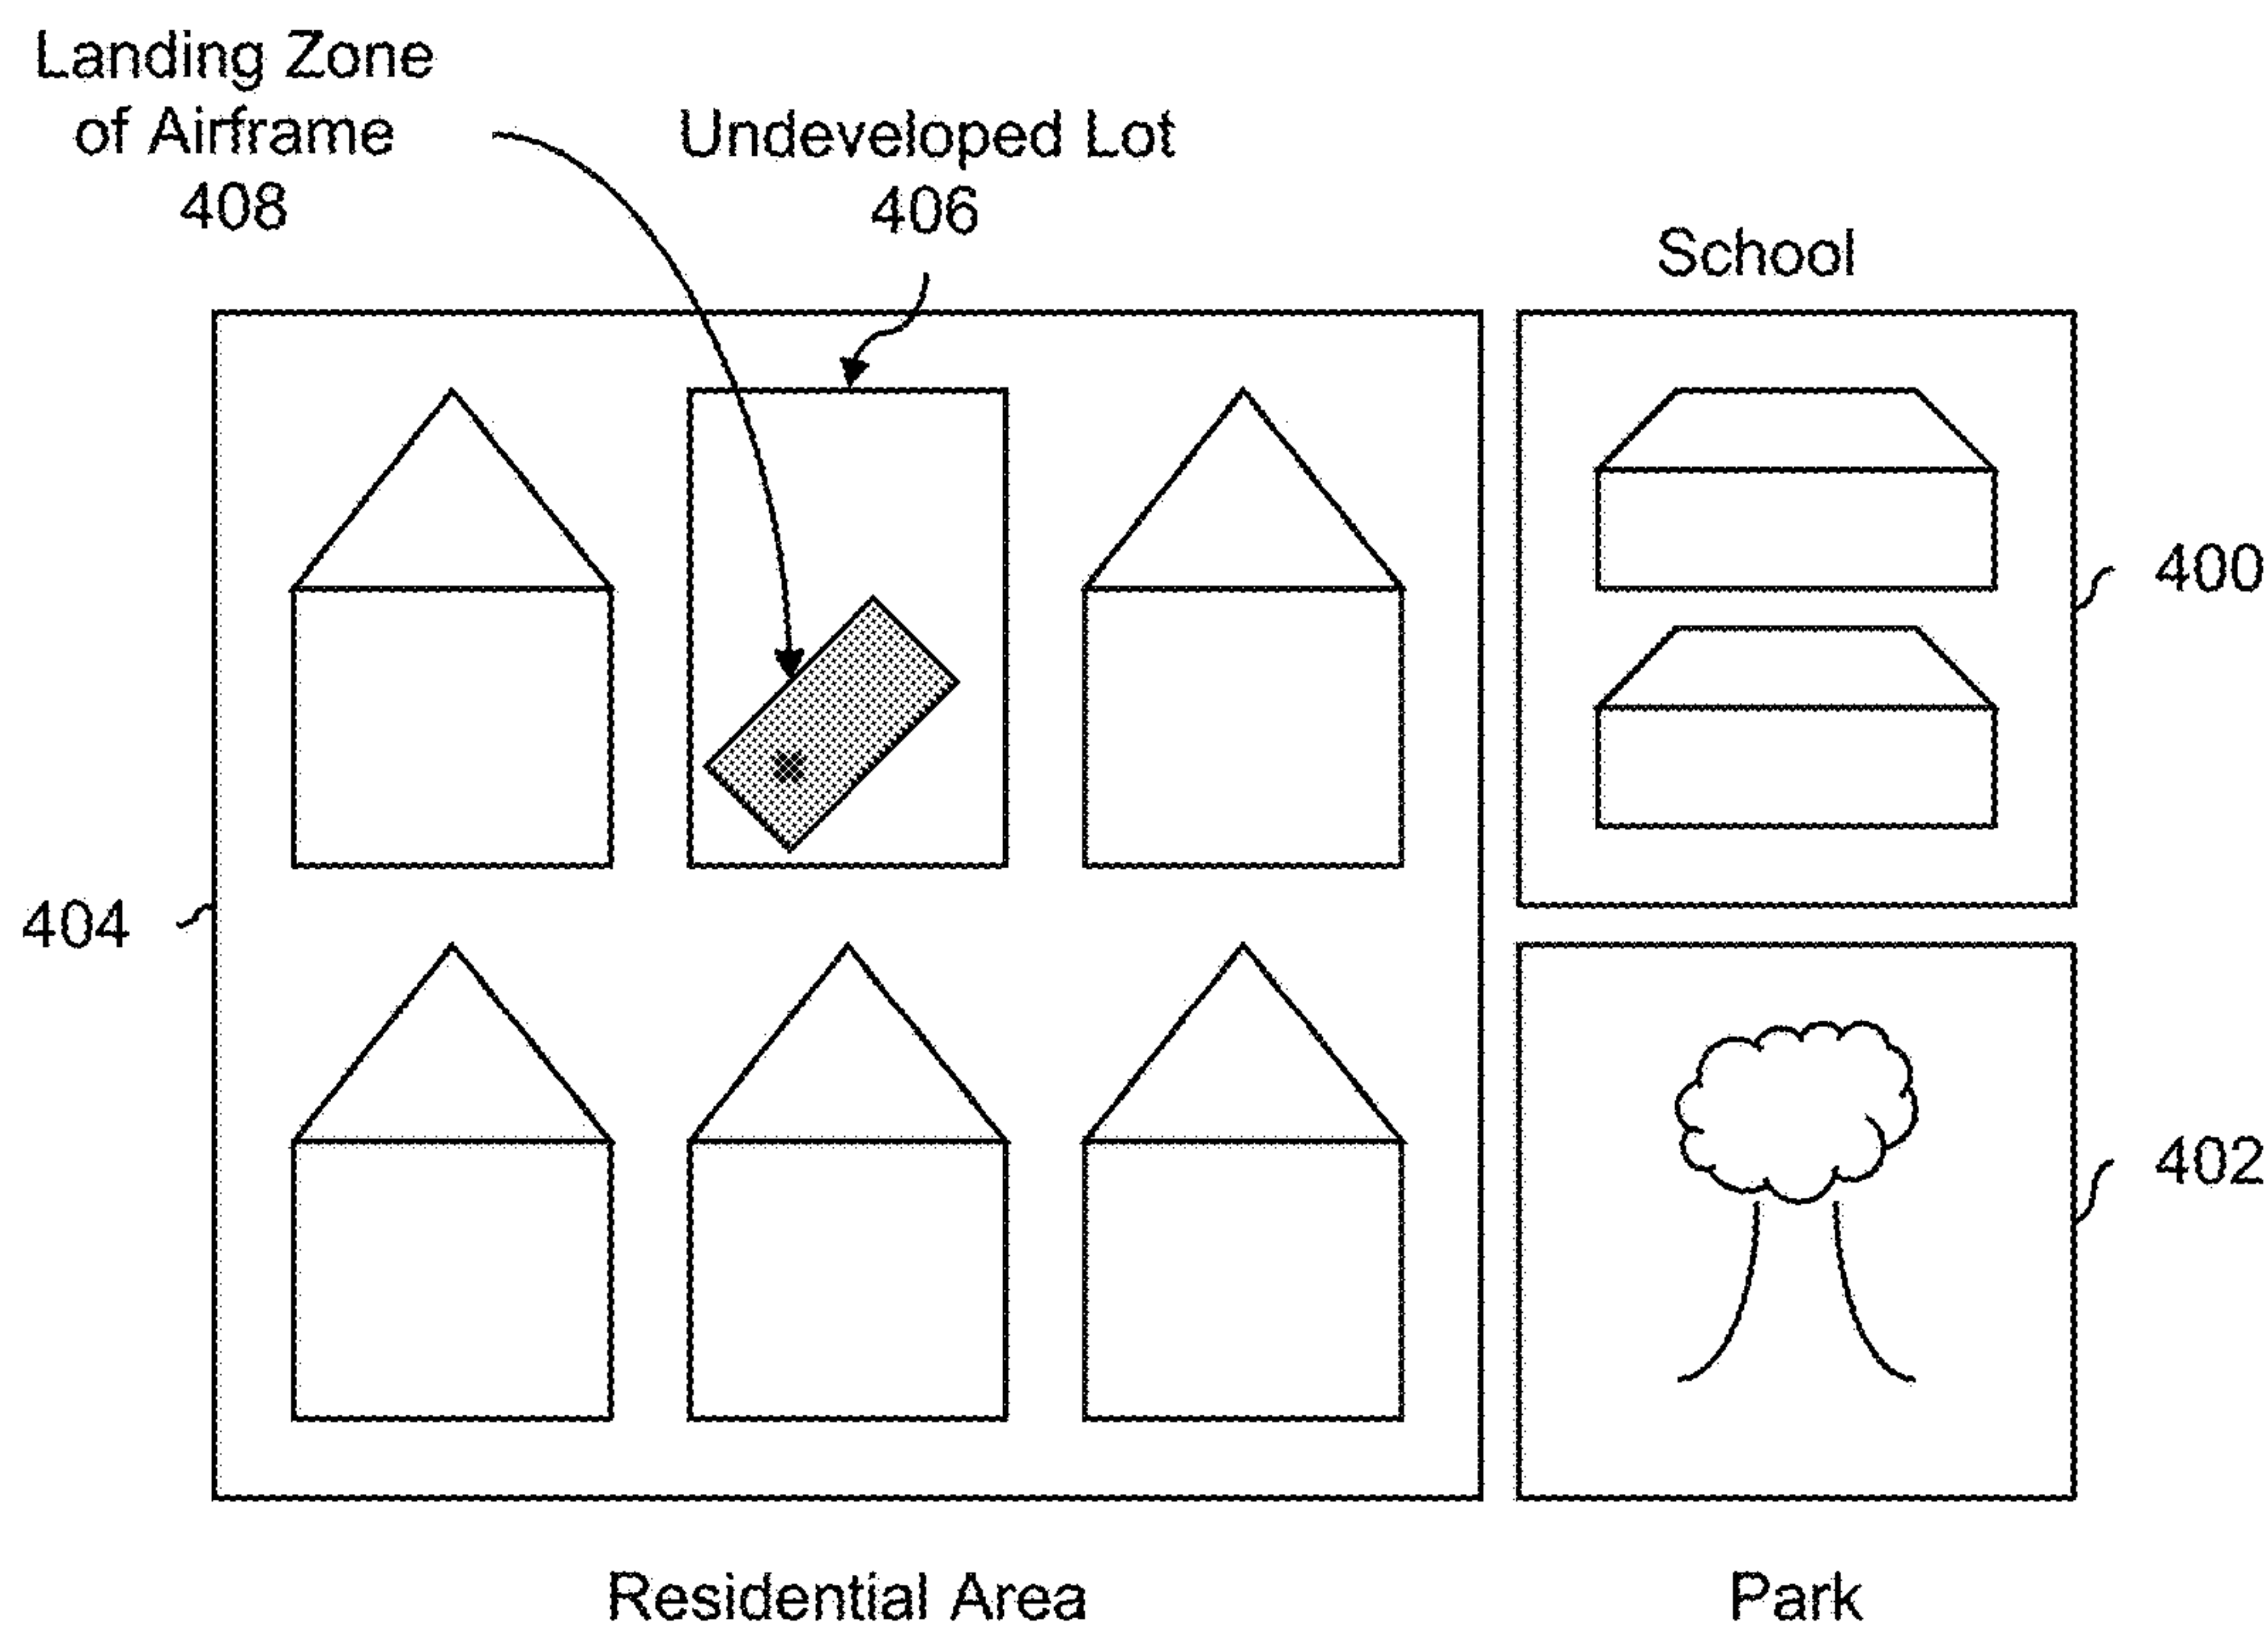 Landing Zone
of Airframe
408
Undeveloped Lot
406
School
400
404
402
Residential Area
Park